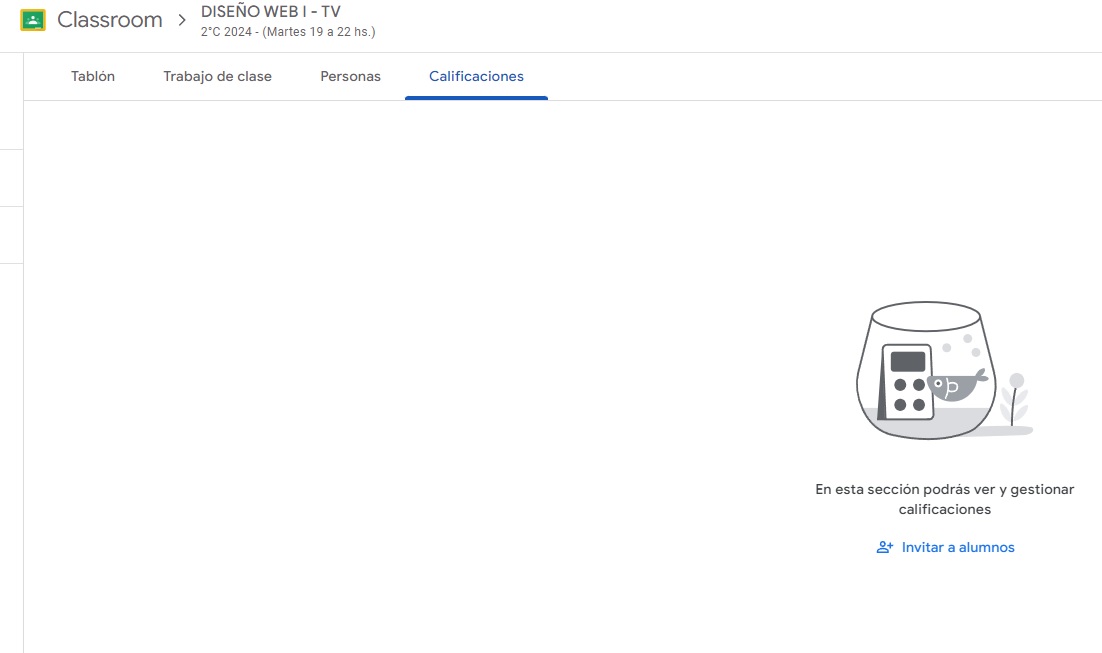 Classroom
DISEÑO WEB I - TV
2°C 2024 - (Martes 19 a 22 hs.)
Tablón
Trabajo de clase
Personas
Calificaciones
En esta sección podrás ver y gestionar
calificaciones
Invitar a alumnos